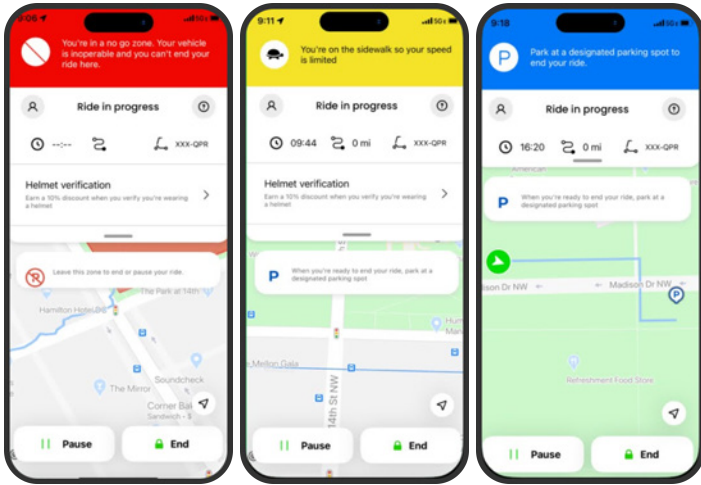 9:06
5G
You're in a no go zone. Your vehicle
is inoperable and you can't end your
ride here.
Ride in progress
--:--
XXX-QPR
Helmet verification
Earn a 10% discount when you verify you're wearing
a helmet
Leave this zone to end or pause your ride.
The Park at 14th
Hamilton Hotel DC
The Mirror
Soundcheck
Corner Bak
Sandwich - $
Pause
End
9:11
5G
You're on the sidewalk so your speed
is limited
Ride in progress
09:44
0 mi
XXX-QPR
Helmet verification
Earn a 10% discount when you verify you're wearing
a helmet
P
When you're ready to end your ride, park at a
designated parking spot
Hum
Mellon Gala
14th St NW
Pause
End
9:18
5G
P
Park at a designated parking spot to
end your ride.
Ride in progress
16:20
0 mi
XXX-QPR
American
P
When you're ready to end your ride, park at a
designated parking spot
ison Dr NW
Madison Dr NW
P
Refreshment Food Store
Pause
End